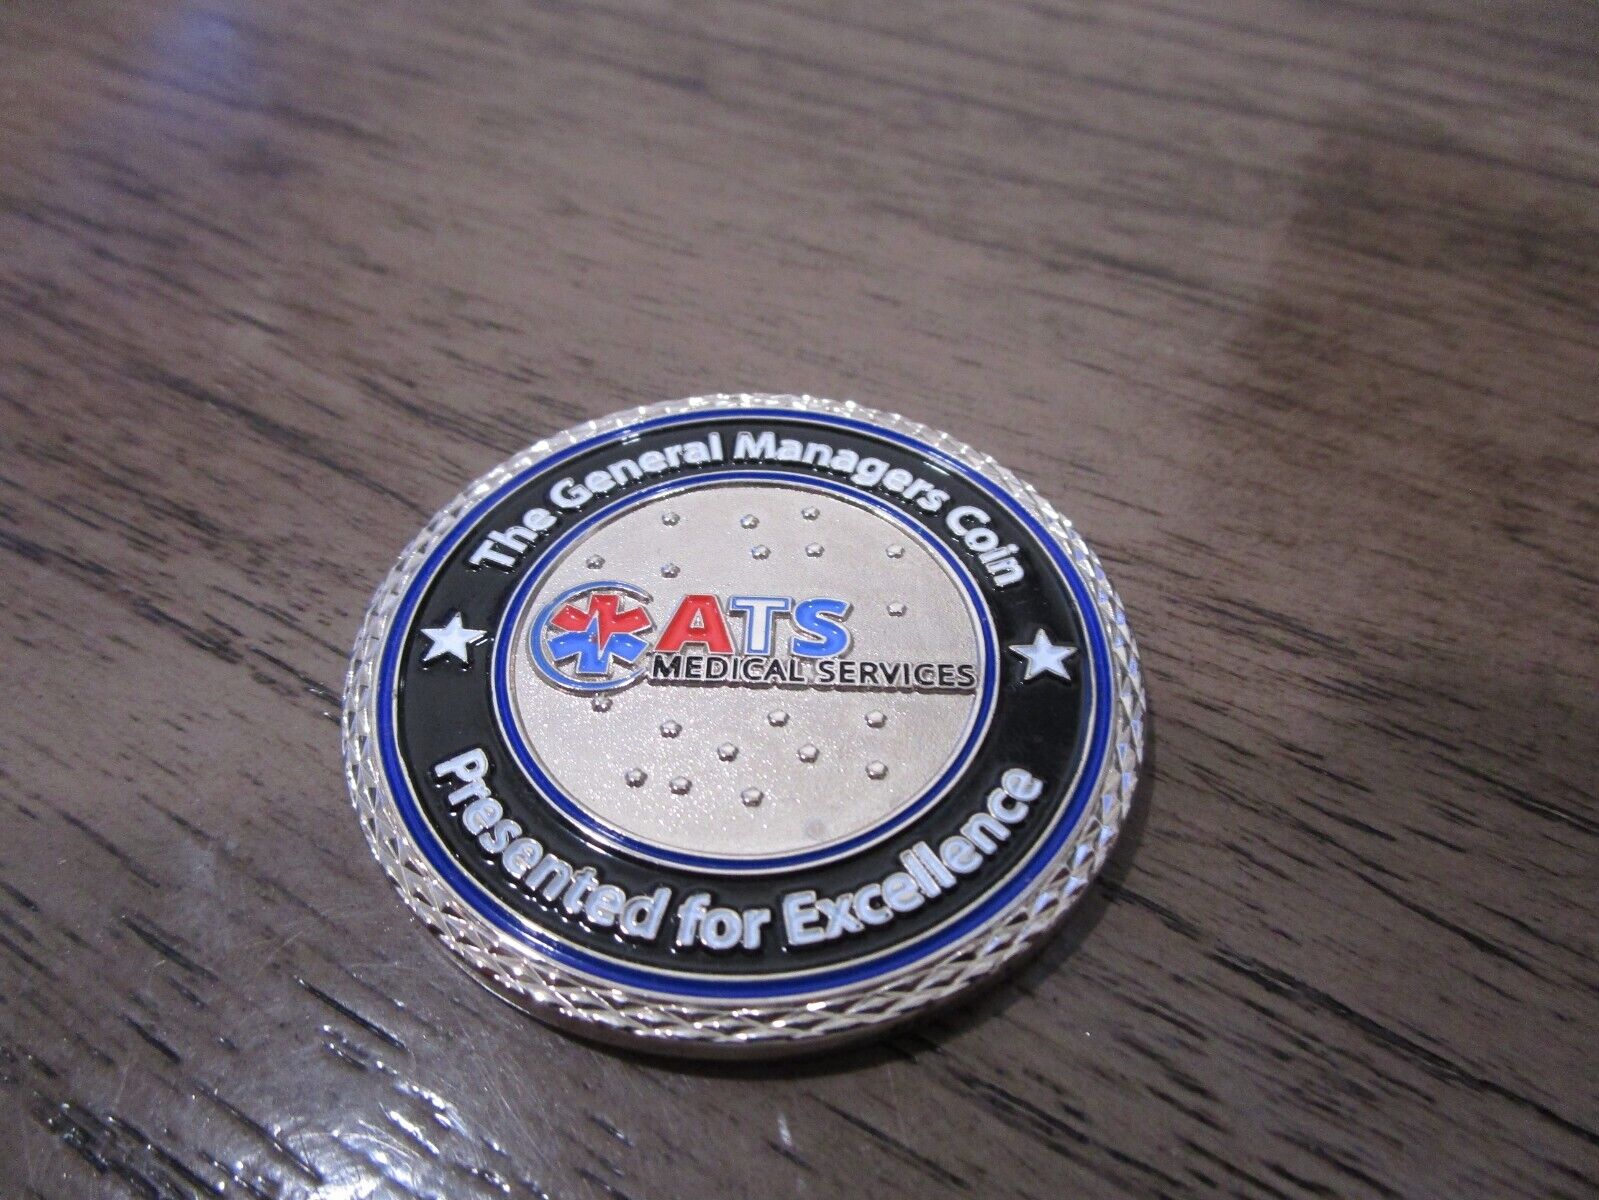 The General Managers Coin
ATS
MEDICAL SERVICES
Presented for Excellence